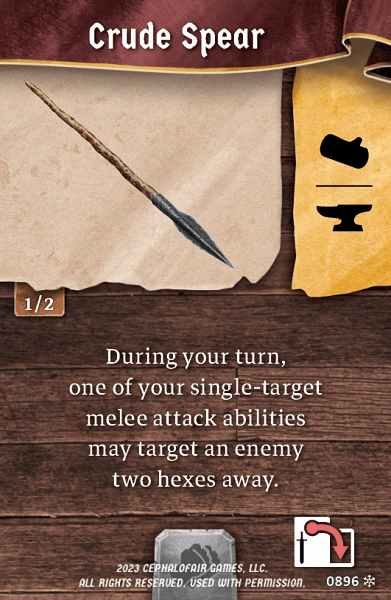 Crude Spear
1/2
During your turn,
one of your single-target
melee attack abilities
may target an enemy
two hexes away.
2023 CEPHALOFAIR GAMES, LLC.
ALL RIGHTS RESERVED. USED WITH PERMISSION.
0896